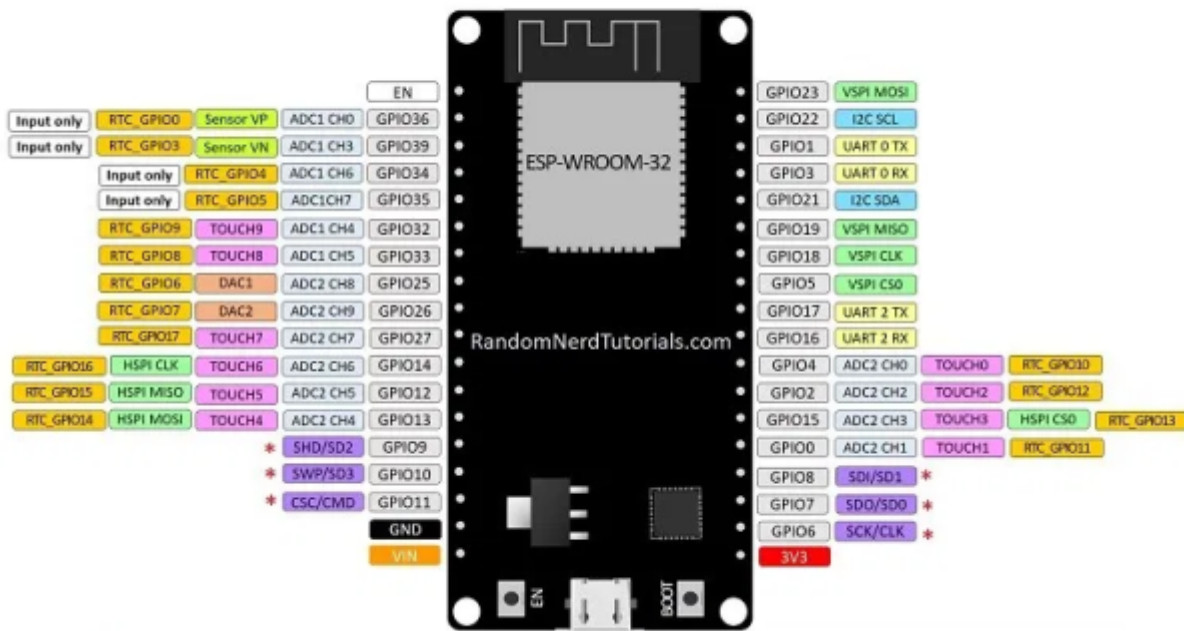 EN
Input only RTC_GPIO0 Sensor VP ADC1 CH0 GPIO36
Input only RTC_GPIO3 Sensor VN ADC1 CH3 GPIO39
Input only RTC_GPIO4 ADC1 CH6 GPIO34
Input only RTC_GPIO5 ADC1CH7 GPIO35
RTC_GPIO9 TOUCH9 ADC1 CH4 GPIO32
RTC_GPIO8 TOUCH8 ADC1 CH5 GPIO33
RTC_GPIO6 DAC1 ADC2 CH8 GPIO25
RTC_GPIO7 DAC2 ADC2 CH9 GPIO26
RTC_GPIO17 TOUCH7 ADC2 CH7 GPIO27
RTC_GPIO16 HSPI CLK TOUCH6 ADC2 CH6 GPIO14
RTC_GPIO15 HSPI MISO TOUCH5 ADC2 CH5 GPIO12
RTC_GPIO14 HSPI MOSI TOUCH4 ADC2 CH4 GPIO13
* SHD/SD2 GPIO9
* SWP/SD3 GPIO10
* CSC/CMD GPIO11
GND
VIN
ESP-WROOM-32
RandomNerdTutorials.com
EN
BOOT
GPIO23 VSPI MOSI
GPIO22 I2C SCL
GPIO1 UART 0 TX
GPIO3 UART 0 RX
GPIO21 I2C SDA
GPIO19 VSPI MISO
GPIO18 VSPI CLK
GPIO5 VSPI CS0
GPIO17 UART 2 TX
GPIO16 UART 2 RX
GPIO4 ADC2 CH0 TOUCH0 RTC_GPIO10
GPIO2 ADC2 CH2 TOUCH2 RTC_GPIO12
GPIO15 ADC2 CH3 TOUCH3 HSPI CS0 RTC_GPIO13
GPIO0 ADC2 CH1 TOUCH1 RTC_GPIO11
GPIO8 SDI/SD1 *
GPIO7 SDO/SD0 *
GPIO6 SCK/CLK *
3V3